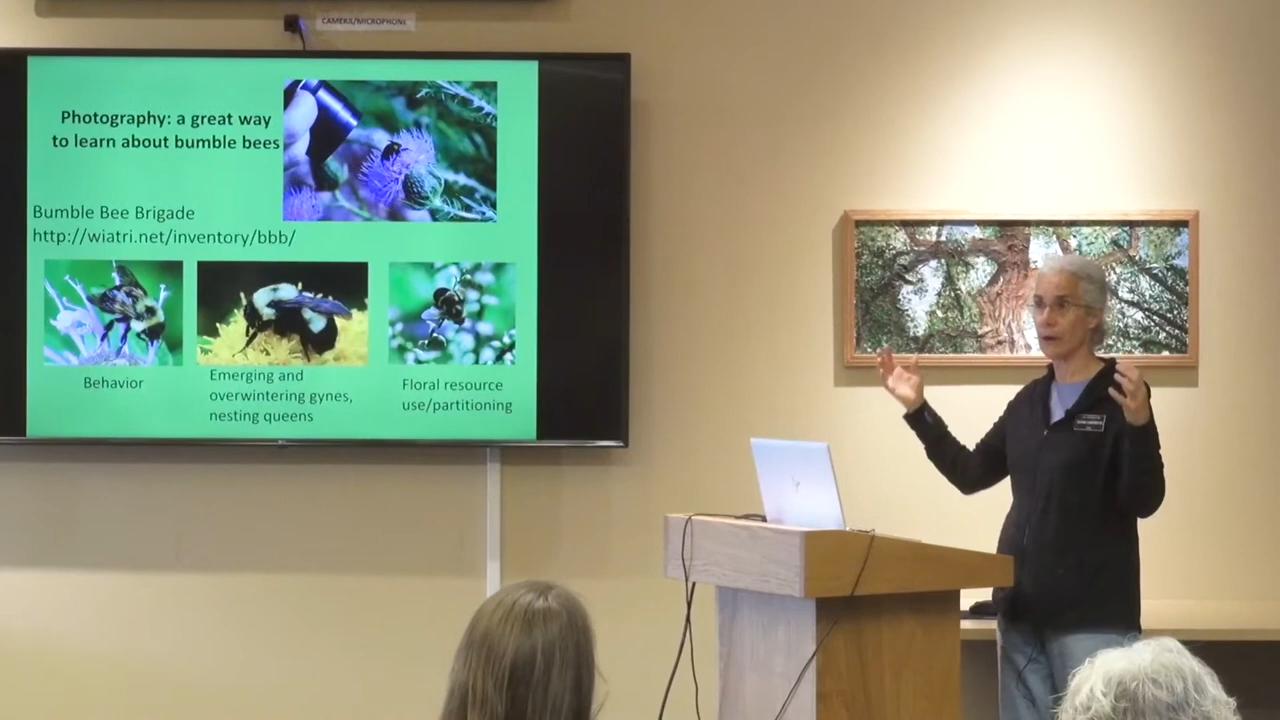 CAMERA/MICROPHONE
Photography: a great way
to learn about bumble bees
Bumble Bee Brigade
http://wiatri.net/inventory/bbb/
Behavior
Emerging and
overwintering gynes,
nesting queens
Floral resource
use/partitioning